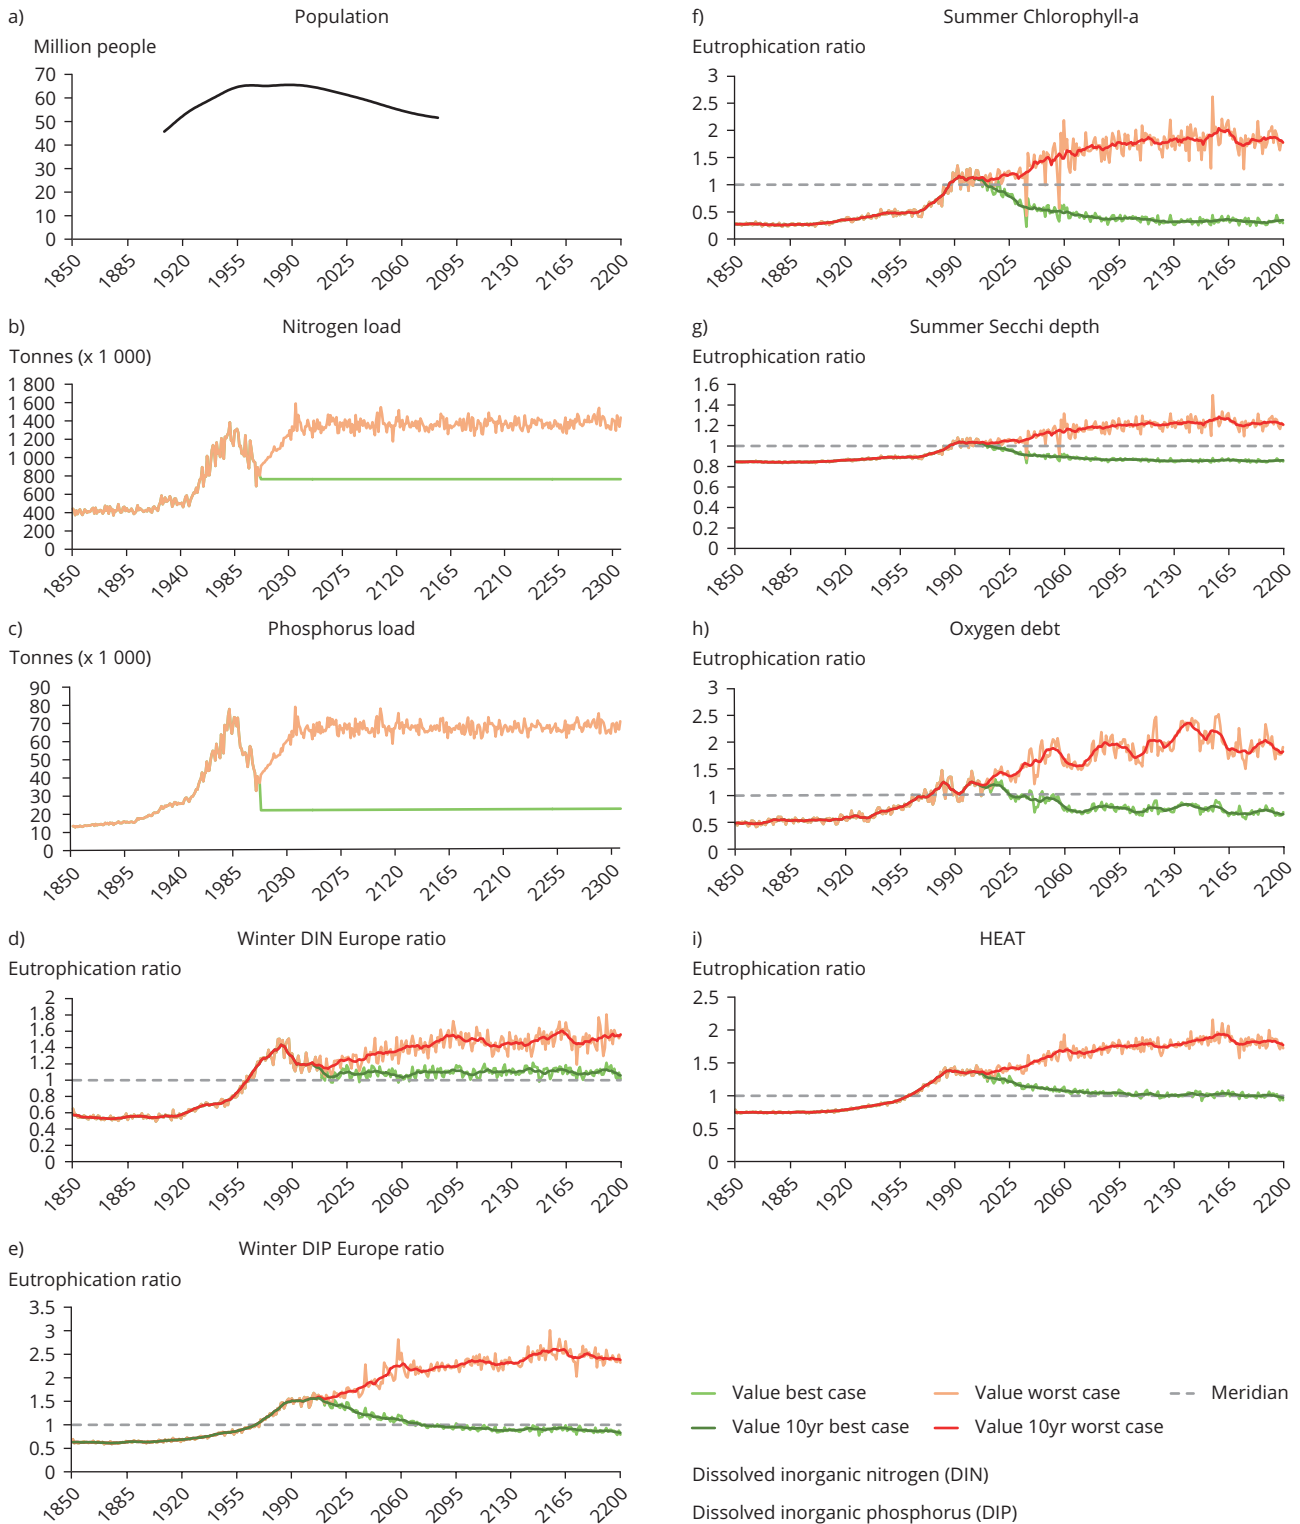 a) Population
Million people
70
60
50
40
30
20
10
0
1850 1885 1920 1955 1990 2025 2060 2095 2130 2165 2200
b) Nitrogen load
Tonnes (x 1 000)
1 800
1 600
1 400
1 200
1 000
800
600
400
200
0
1850 1895 1940 1985 2030 2075 2120 2165 2210 2255 2300
c) Phosphorus load
Tonnes (x 1 000)
90
80
70
60
50
40
30
20
10
0
1850 1895 1940 1985 2030 2075 2120 2165 2210 2255 2300
d) Winter DIN Europe ratio
Eutrophication ratio
2
1.8
1.6
1.4
1.2
1
0.8
0.6
0.4
0.2
0
1850 1885 1920 1955 1990 2025 2060 2095 2130 2165 2200
e) Winter DIP Europe ratio
Eutrophication ratio
3.5
3
2.5
2
1.5
1
0.5
0
1850 1885 1920 1955 1990 2025 2060 2095 2130 2165 2200
f) Summer Chlorophyll-a
Eutrophication ratio
3
2.5
2
1.5
1
0.5
0
1850 1885 1920 1955 1990 2025 2060 2095 2130 2165 2200
g) Summer Secchi depth
Eutrophication ratio
1.6
1.4
1.2
1
0.8
0.6
0.4
0.2
0
1850 1885 1920 1955 1990 2025 2060 2095 2130 2165 2200
h) Oxygen debt
Eutrophication ratio
3
2.5
2
1.5
1
0.5
0
1850 1885 1920 1955 1990 2025 2060 2095 2130 2165 2200
i) HEAT
Eutrophication ratio
2.5
2
1.5
1
0.5
0
1850 1885 1920 1955 1990 2025 2060 2095 2130 2165 2200
Value best case Value worst case Meridian
Value 10yr best case Value 10yr worst case
Dissolved inorganic nitrogen (DIN)
Dissolved inorganic phosphorus (DIP)